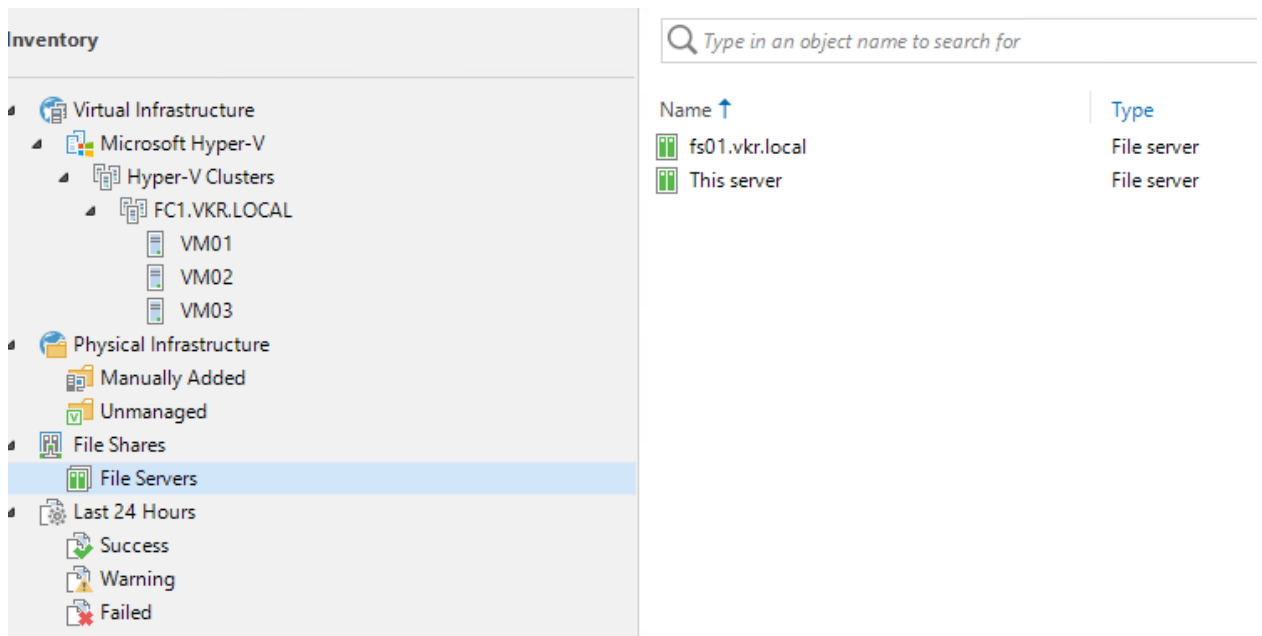 Inventory
Virtual Infrastructure
Microsoft Hyper-V
Hyper-V Clusters
FC1.VKR.LOCAL
VM01
VM02
VM03
Physical Infrastructure
Manually Added
Unmanaged
File Shares
File Servers
Last 24 Hours
Success
Warning
Failed
Type in an object name to search for
Name Type
fs01.vkr.local File server
This server File server